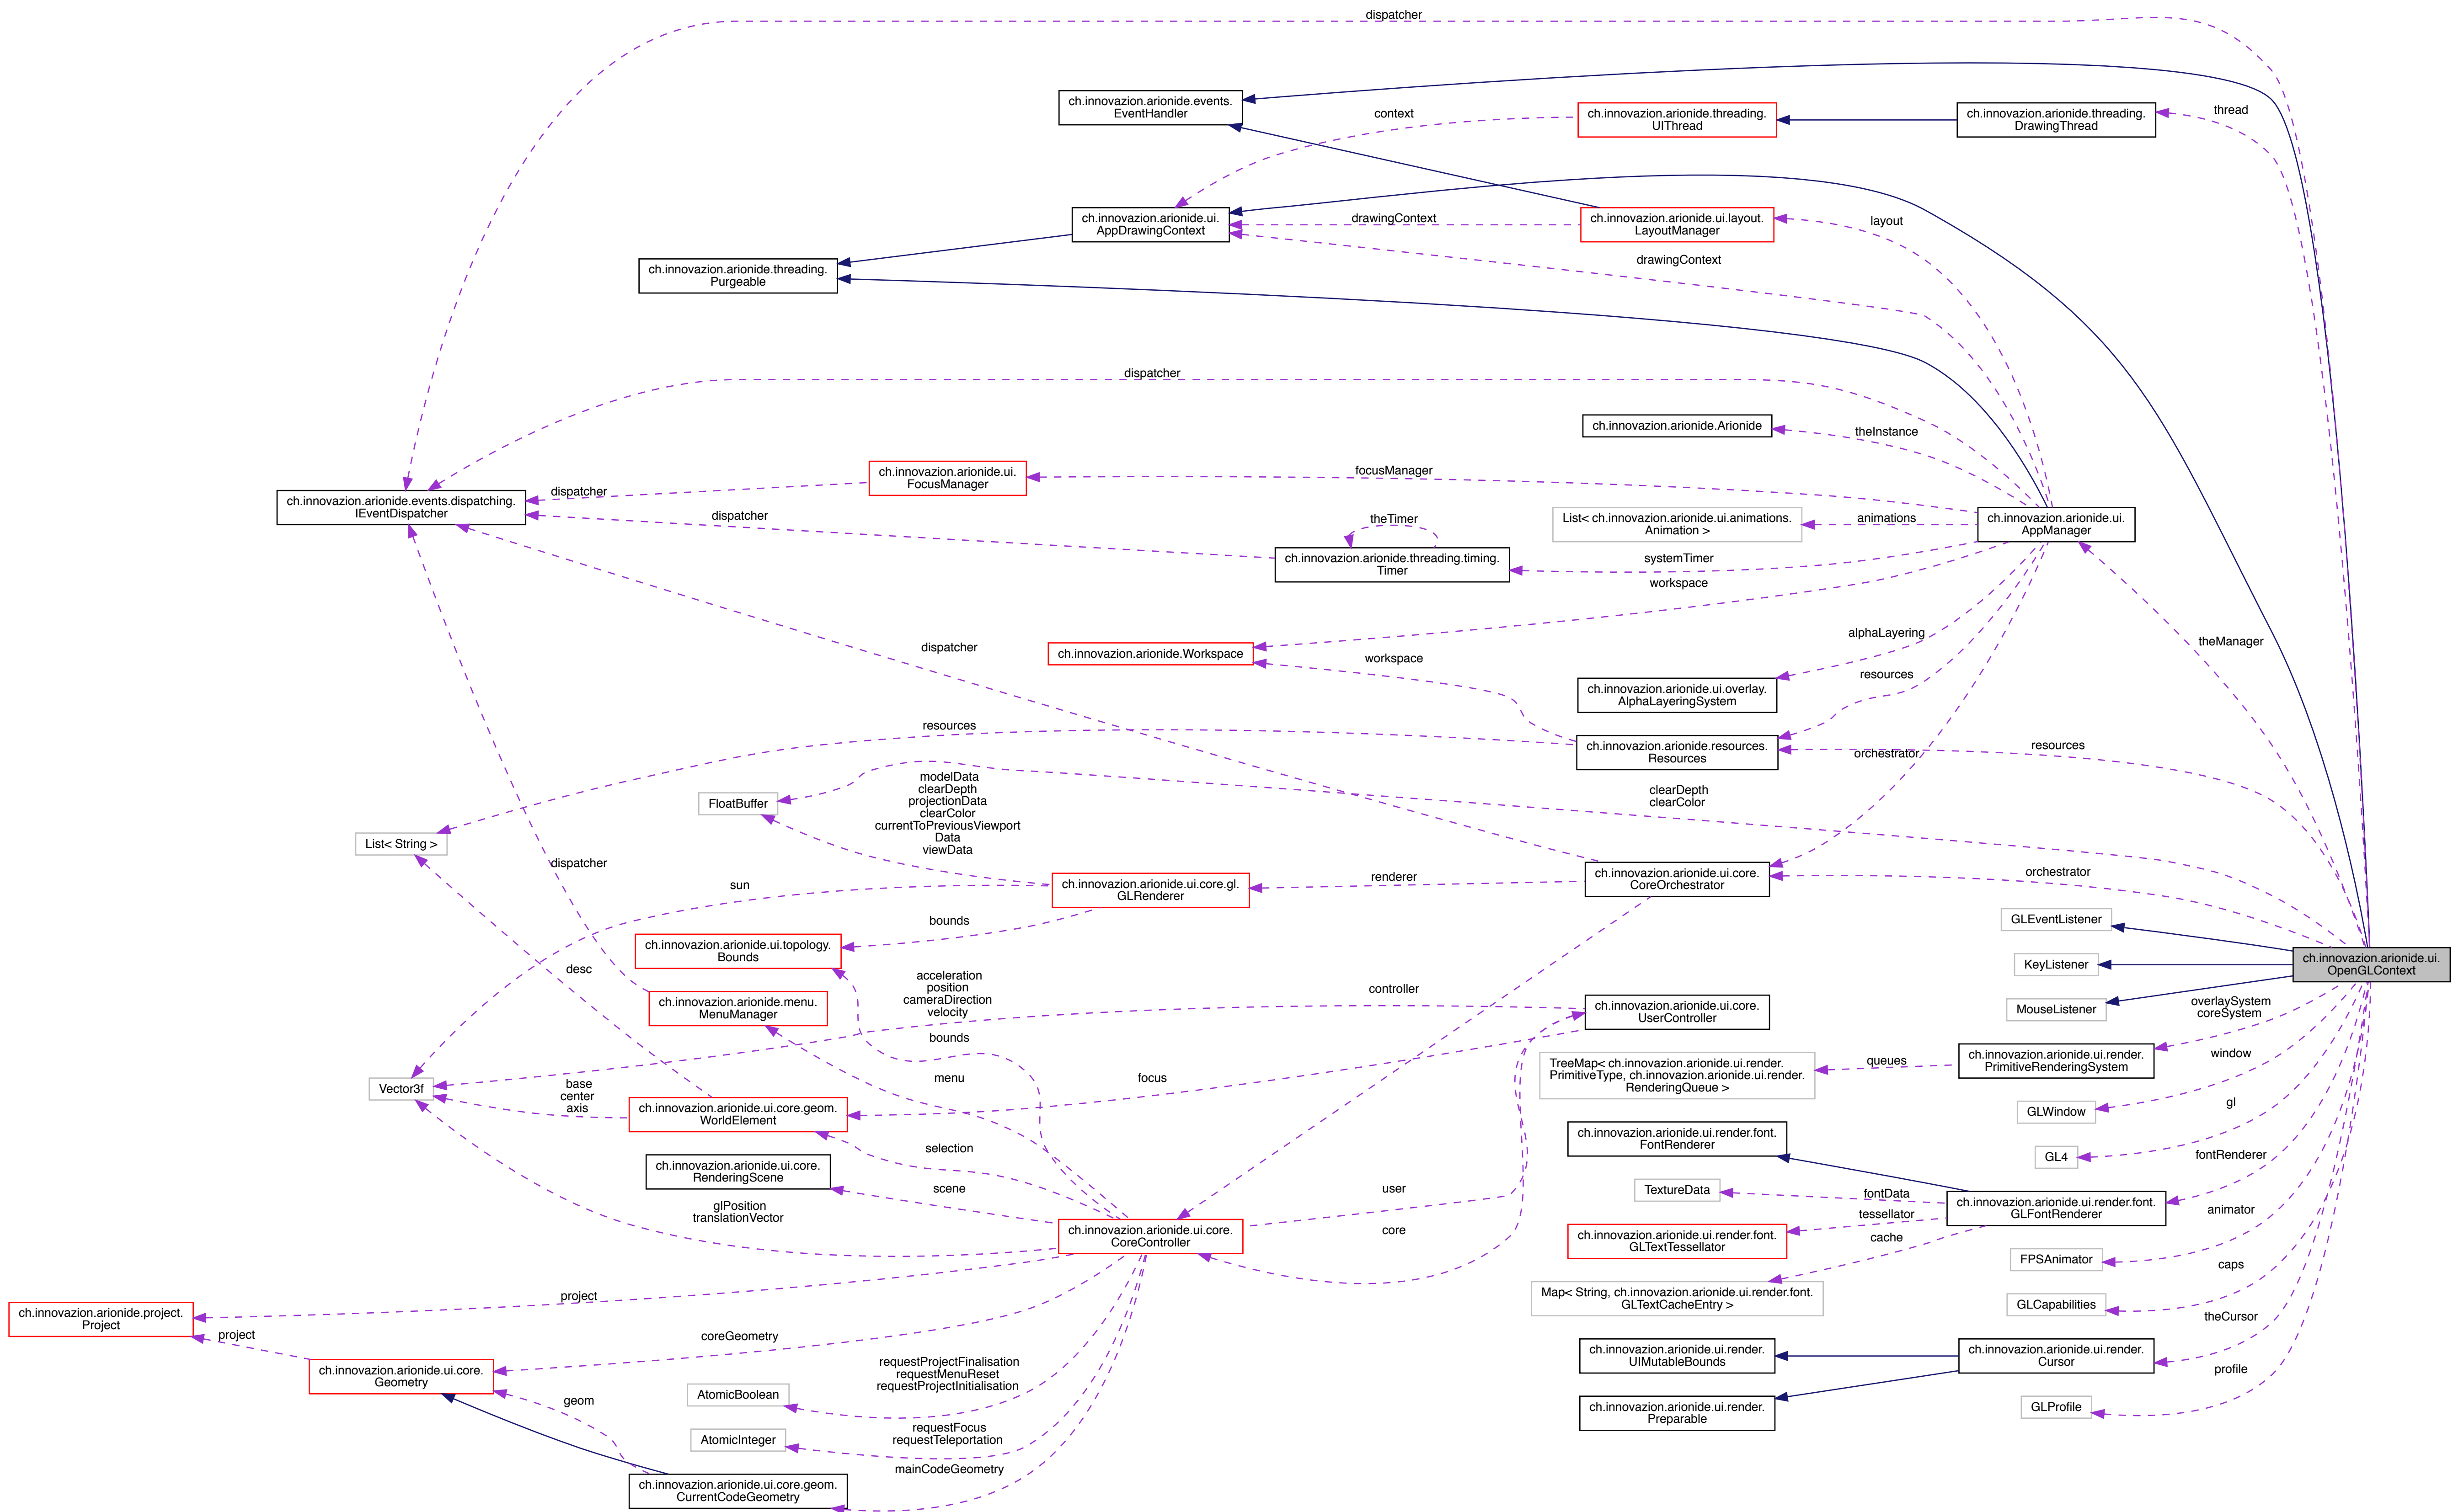 dispatcher
ch.innovazion.arionide.events.
EventHandler
context
ch.innovazion.arionide.threading.
UIThread
ch.innovazion.arionide.threading.
DrawingThread
thread
ch.innovazion.arionide.ui.
AppDrawingContext
drawingContext
ch.innovazion.arionide.ui.layout.
LayoutManager
layout
ch.innovazion.arionide.threading.
Purgeable
drawingContext
dispatcher
ch.innovazion.arionide.Arionide
theInstance
ch.innovazion.arionide.events.dispatching.
IEventDispatcher
dispatcher
ch.innovazion.arionide.ui.
FocusManager
focusManager
dispatcher
theTimer
List< ch.innovazion.arionide.ui.animations.
Animation >
animations
ch.innovazion.arionide.ui.
AppManager
ch.innovazion.arionide.threading.timing.
Timer
systemTimer
workspace
dispatcher
ch.innovazion.arionide.Workspace
workspace
alphaLayering
theManager
ch.innovazion.arionide.ui.overlay.
AlphaLayeringSystem
resources
resources
ch.innovazion.arionide.resources.
Resources
orchestrator
resources
FloatBuffer
modelData
clearDepth
projectionData
clearColor
currentToPreviousViewport
Data
viewData
clearDepth
clearColor
List< String >
dispatcher
sun
ch.innovazion.arionide.ui.core.gl.
GLRenderer
renderer
ch.innovazion.arionide.ui.core.
CoreOrchestrator
orchestrator
bounds
GLEventListener
ch.innovazion.arionide.ui.topology.
Bounds
KeyListener
ch.innovazion.arionide.ui.
OpenGLContext
desc
acceleration
position
cameraDirection
velocity
controller
MouseListener
overlaySystem
coreSystem
ch.innovazion.arionide.menu.
MenuManager
ch.innovazion.arionide.ui.core.
UserController
bounds
Vector3f
base
center
axis
menu
focus
TreeMap< ch.innovazion.arionide.ui.render.
PrimitiveType, ch.innovazion.arionide.ui.render.
RenderingQueue >
queues
ch.innovazion.arionide.ui.render.
PrimitiveRenderingSystem
window
ch.innovazion.arionide.ui.core.geom.
WorldElement
GLWindow
gl
selection
ch.innovazion.arionide.ui.render.font.
FontRenderer
GL4
fontRenderer
ch.innovazion.arionide.ui.core.
RenderingScene
scene
user
TextureData
fontData
ch.innovazion.arionide.ui.render.font.
GLFontRenderer
animator
glPosition
translationVector
ch.innovazion.arionide.ui.core.
CoreController
core
ch.innovazion.arionide.ui.render.font.
GLTextTessellator
tessellator
cache
FPSAnimator
caps
project
Map< String, ch.innovazion.arionide.ui.render.font.
GLTextCacheEntry >
GLCapabilities
theCursor
ch.innovazion.arionide.project.
Project
project
coreGeometry
ch.innovazion.arionide.ui.render.
UIMutableBounds
ch.innovazion.arionide.ui.render.
Cursor
profile
ch.innovazion.arionide.ui.core.
Geometry
requestProjectFinalisation
requestMenuReset
requestProjectInitialisation
geom
AtomicBoolean
ch.innovazion.arionide.ui.render.
Preparable
GLProfile
requestFocus
requestTeleportation
AtomicInteger
mainCodeGeometry
ch.innovazion.arionide.ui.core.geom.
CurrentCodeGeometry